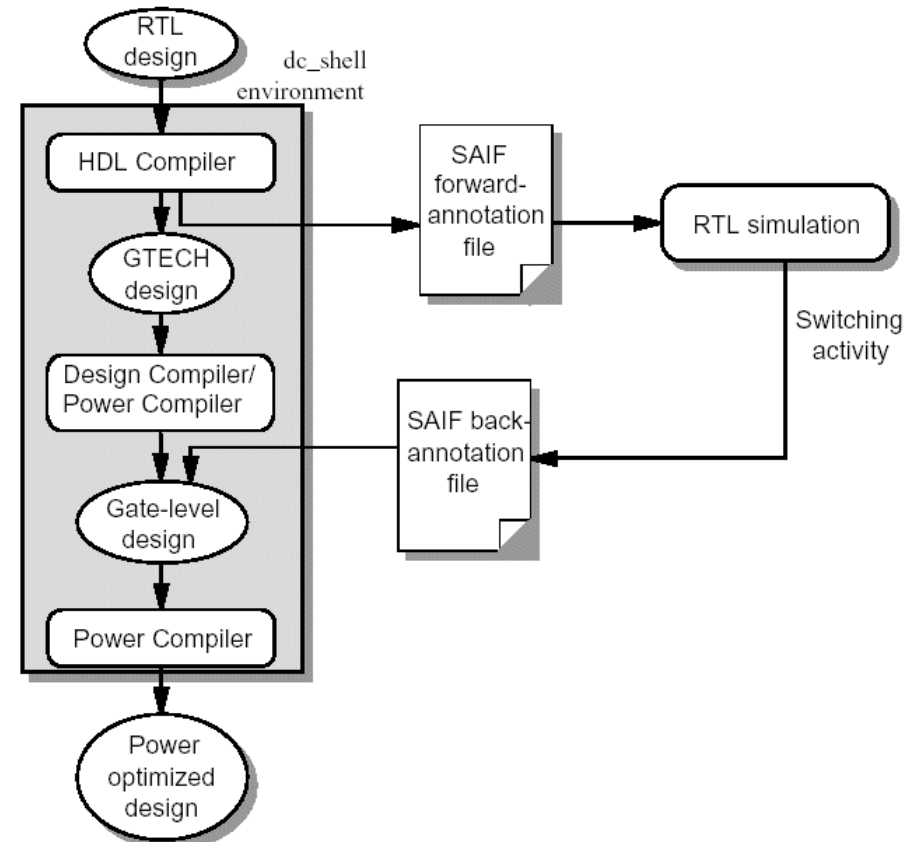 RTL
design
dc_shell
environment
HDL Compiler
SAIF
forward-
annotation
file
RTL simulation
GTECH
design
Switching
activity
Design Compiler/
Power Compiler
SAIF back-
annotation
file
Gate-level
design
Power Compiler
Power
optimized
design